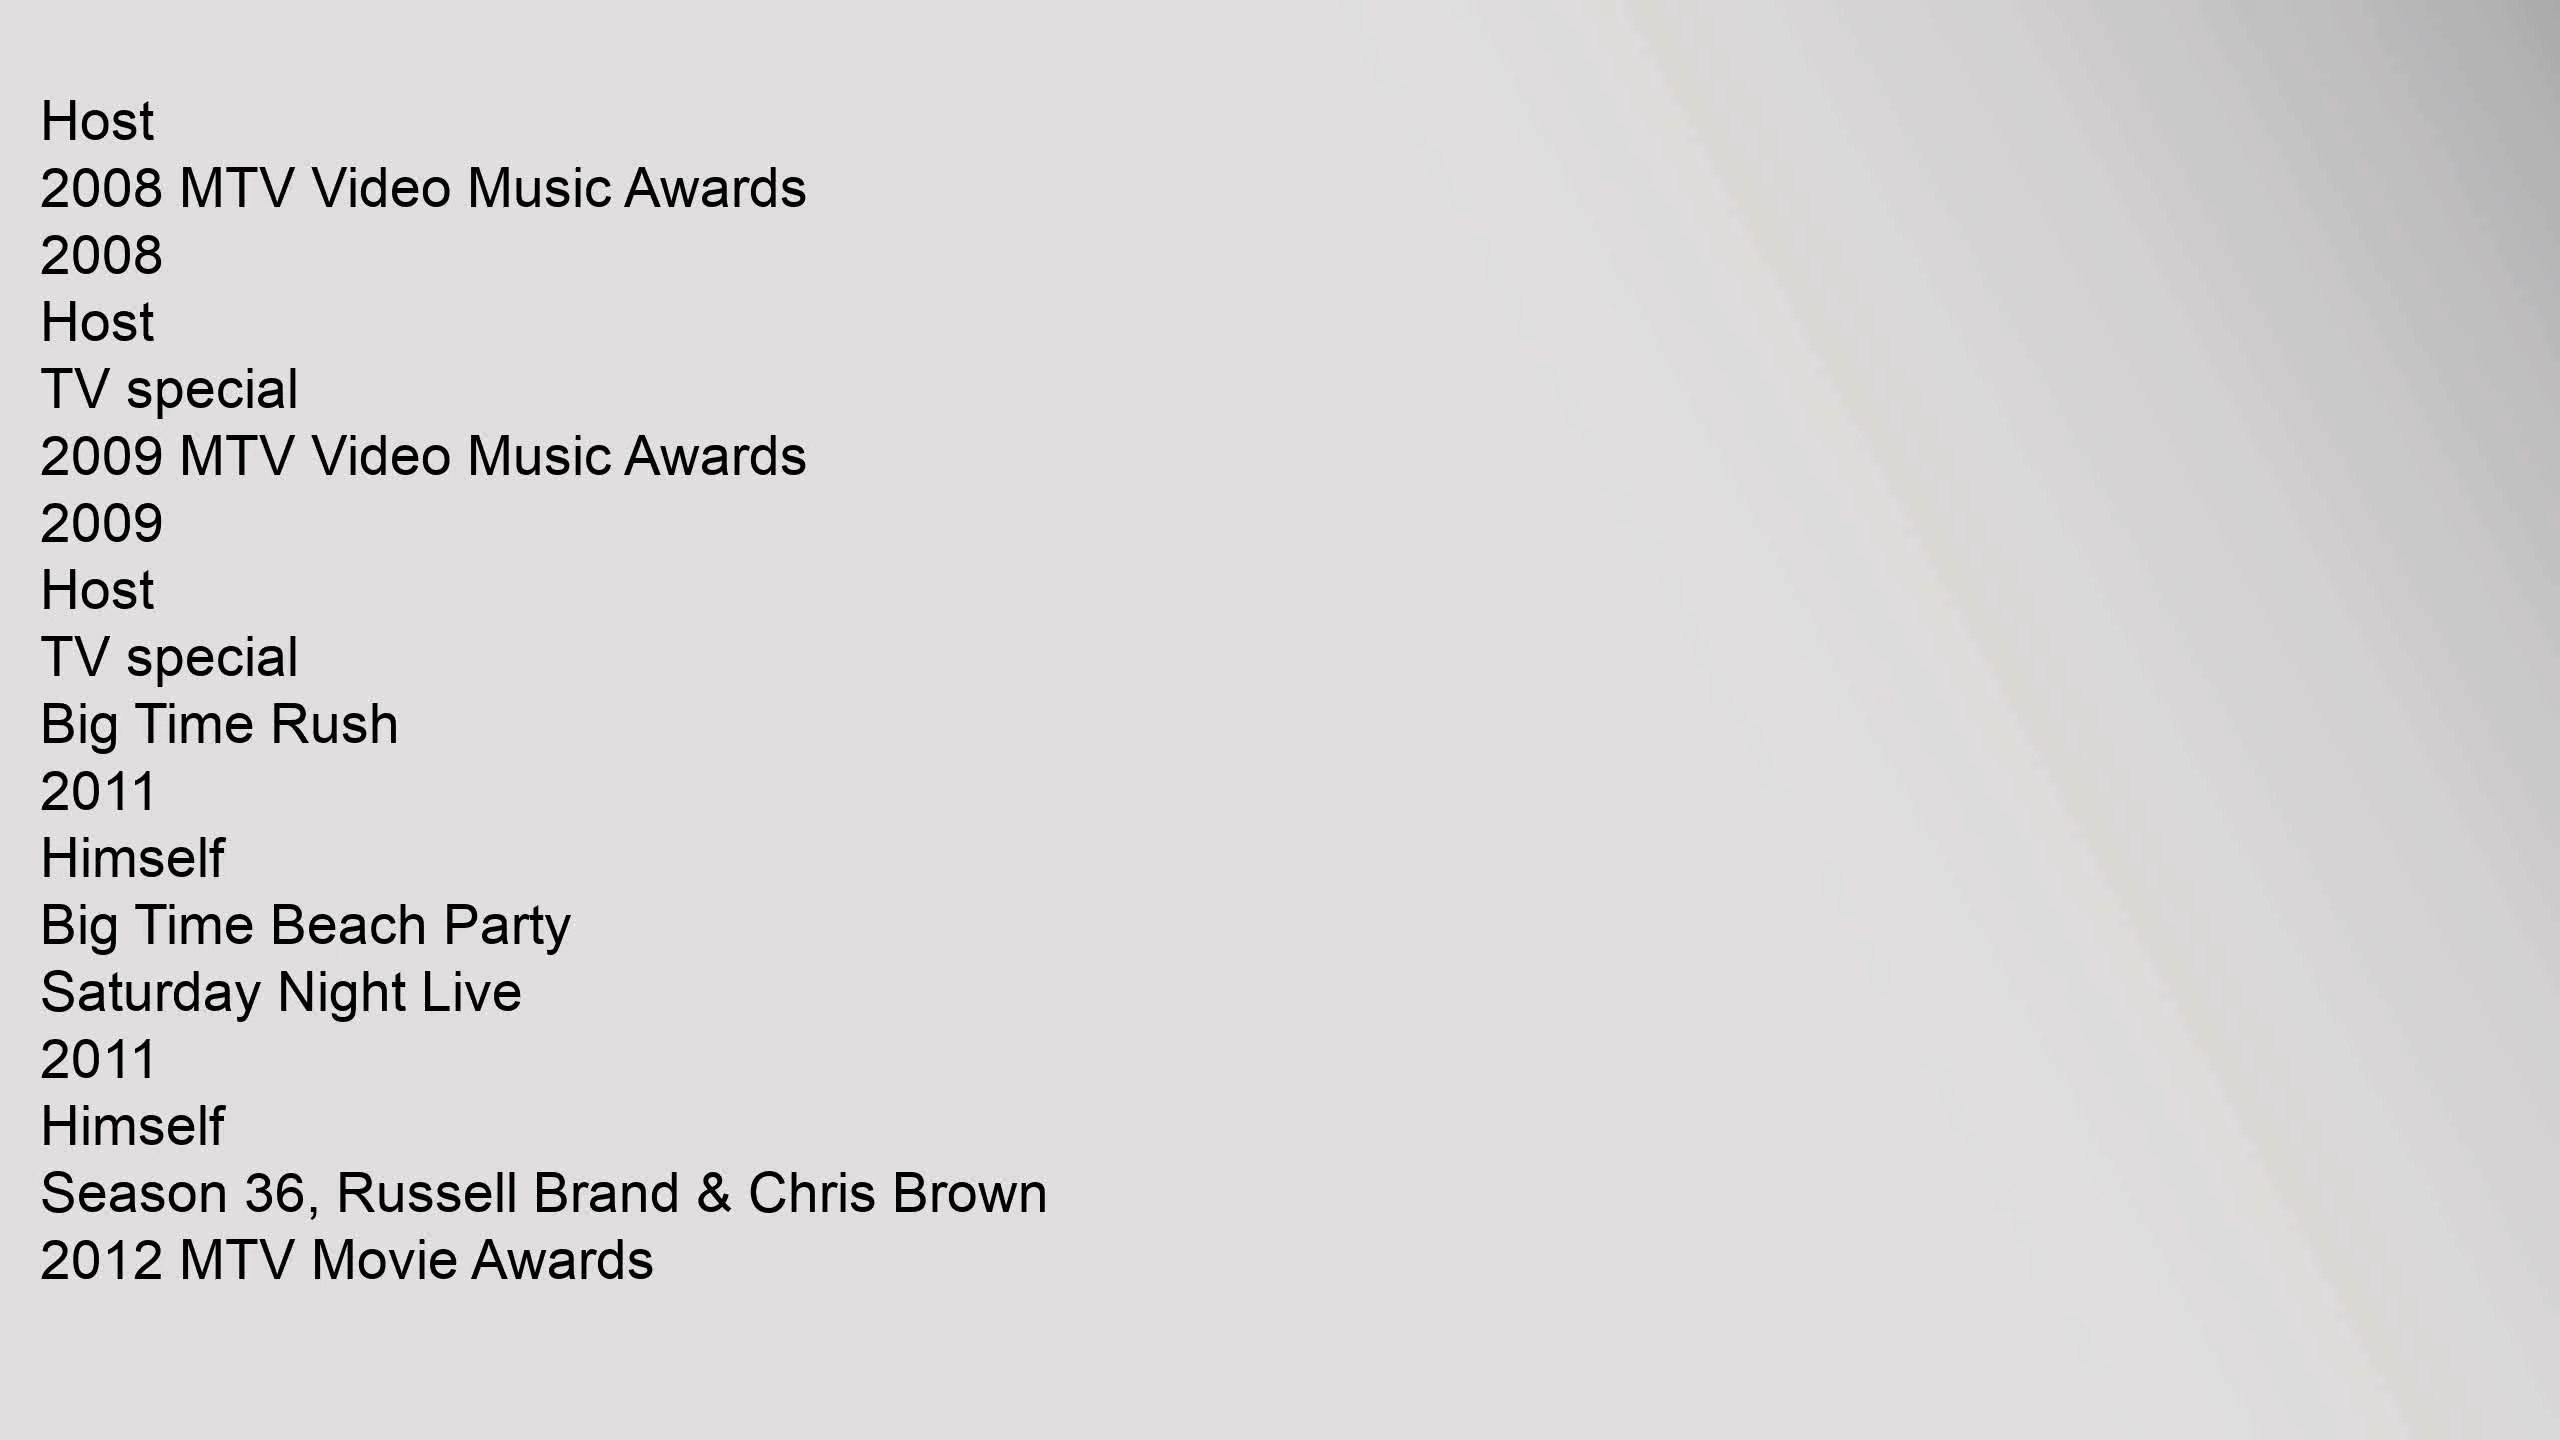 Host
2008 MTV Video Music Awards
2008
Host
TV special
2009 MTV Video Music Awards
2009
Host
TV special
Big Time Rush
2011
Himself
Big Time Beach Party
Saturday Night Live
2011
Himself
Season 36, Russell Brand & Chris Brown
2012 MTV Movie Awards